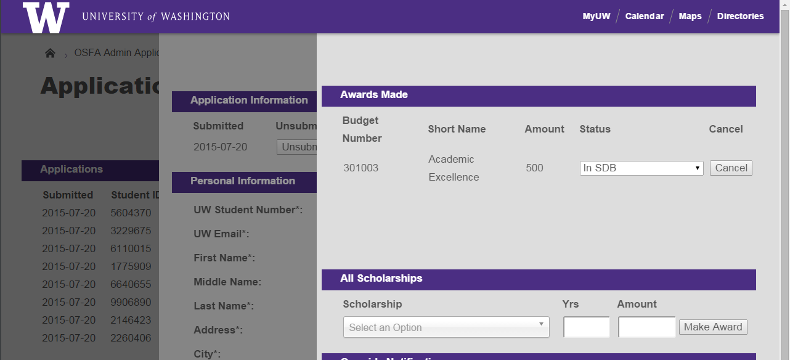 W UNIVERSITY of WASHINGTON
MyUW Calendar Maps Directories
OSFA Admin Applic
Applicatio
Applications
Submitted Student ID
2015-07-20 5604370
2015-07-20 3229675
2015-07-20 6110015
2015-07-20 1775909
2015-07-20 6640655
2015-07-20 9906890
2015-07-20 2146423
2015-07-20 2260406
Application Information
Submitted Unsubm
2015-07-20 Unsubm
Personal Information
UW Student Number*:
UW Email*:
First Name*:
Middle Name:
Last Name*:
Address*:
City*:
Awards Made
Budget
Number Short Name Amount Status Cancel
301003 Academic
Excellence 500 In SDB Cancel
All Scholarships
Scholarship Yrs Amount
Select an Option Make Award